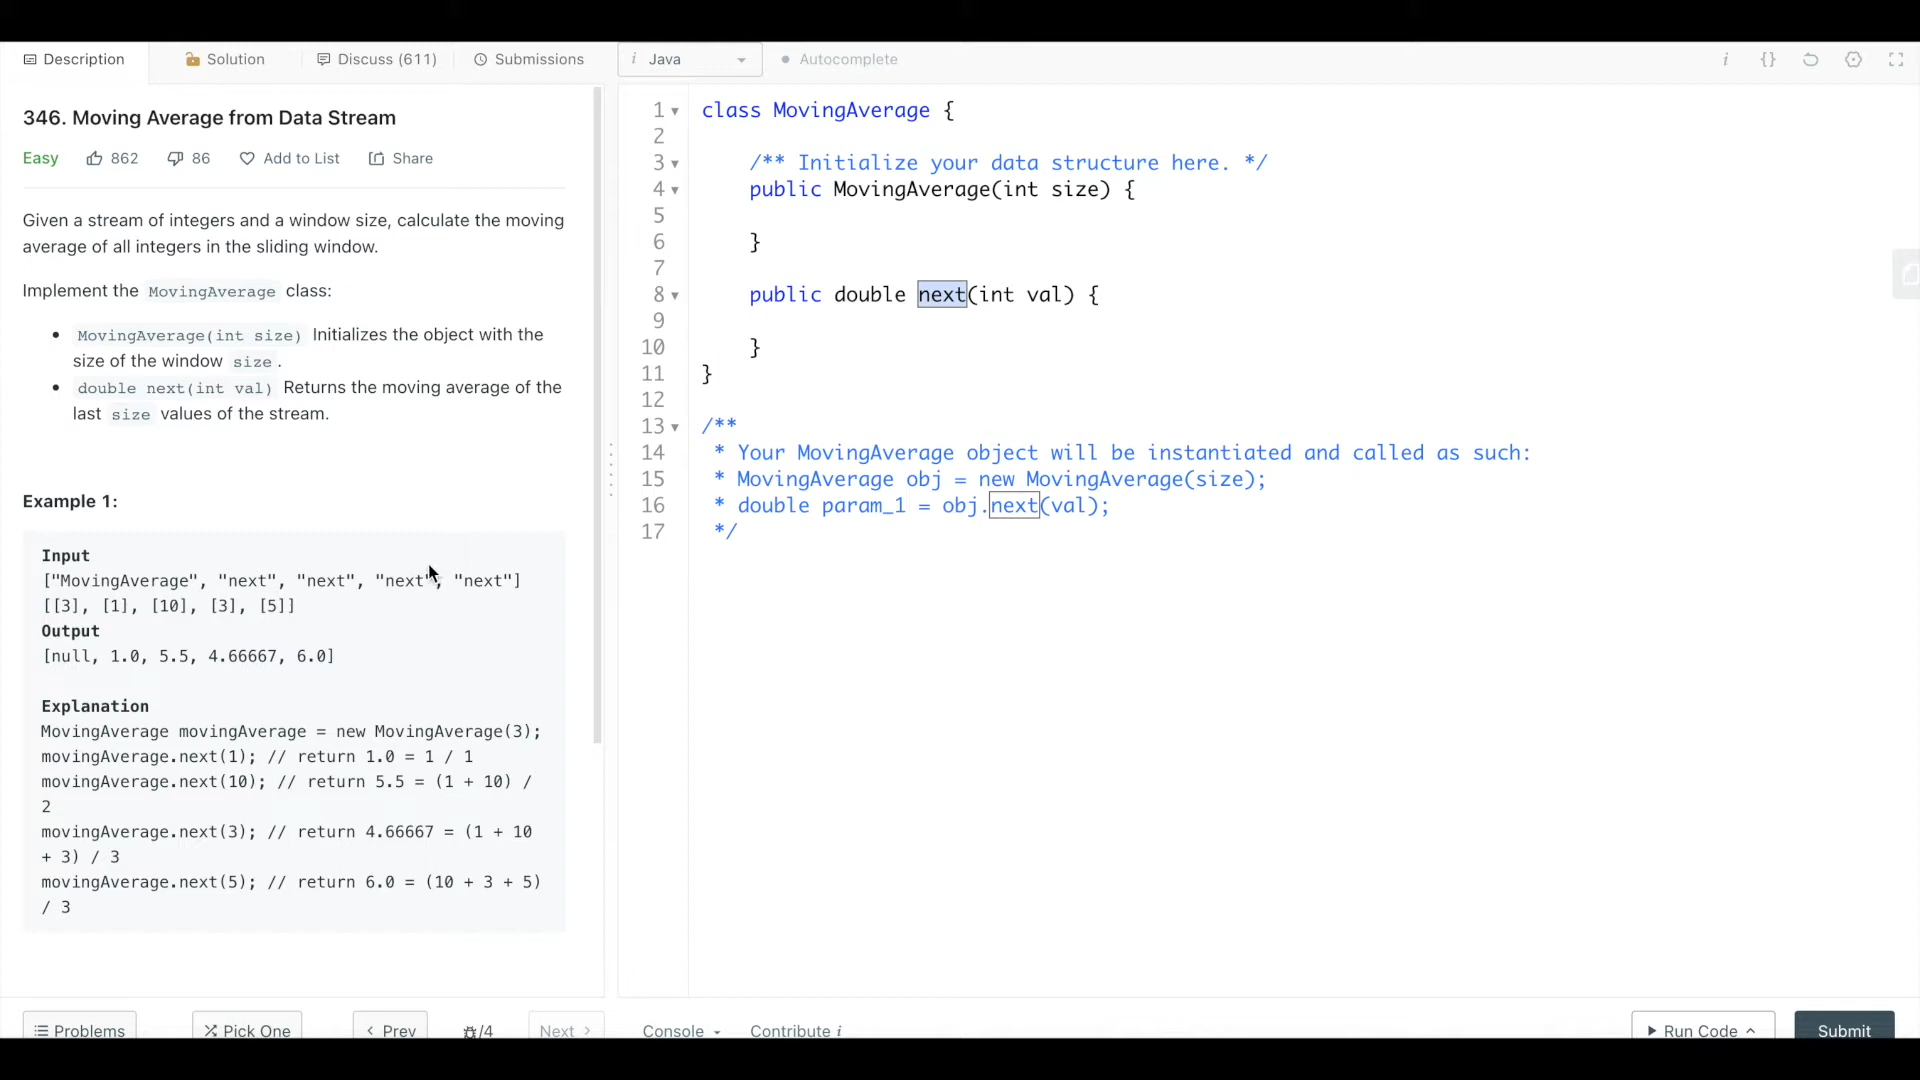 Description
Solution
Discuss (611)
Submissions
i Java
Autocomplete
i {}
346. Moving Average from Data Stream
Easy 862 86 Add to List Share
Given a stream of integers and a window size, calculate the moving
average of all integers in the sliding window.
Implement the MovingAverage class:
• MovingAverage(int size) Initializes the object with the
size of the window size .
• double next(int val) Returns the moving average of the
last size values of the stream.
Example 1:
Input
["MovingAverage", "next", "next", "next", "next"]
[[3], [1], [10], [3], [5]]
Output
[null, 1.0, 5.5, 4.66667, 6.0]
Explanation
MovingAverage movingAverage = new MovingAverage(3);
movingAverage.next(1); // return 1.0 = 1 / 1
movingAverage.next(10); // return 5.5 = (1 + 10) /
2
movingAverage.next(3); // return 4.66667 = (1 + 10
+ 3) / 3
movingAverage.next(5); // return 6.0 = (10 + 3 + 5)
/ 3
1 class MovingAverage {
2
3 /** Initialize your data structure here. */
4 public MovingAverage(int size) {
5
6 }
7
8 public double next(int val) {
9
10 }
11 }
12
13 /**
14 * Your MovingAverage object will be instantiated and called as such:
15 * MovingAverage obj = new MovingAverage(size);
16 * double param_1 = obj.next(val);
17 */
Problems
Pick One
< Prev
/4
Next >
Console
Contribute i
Run Code
Submit